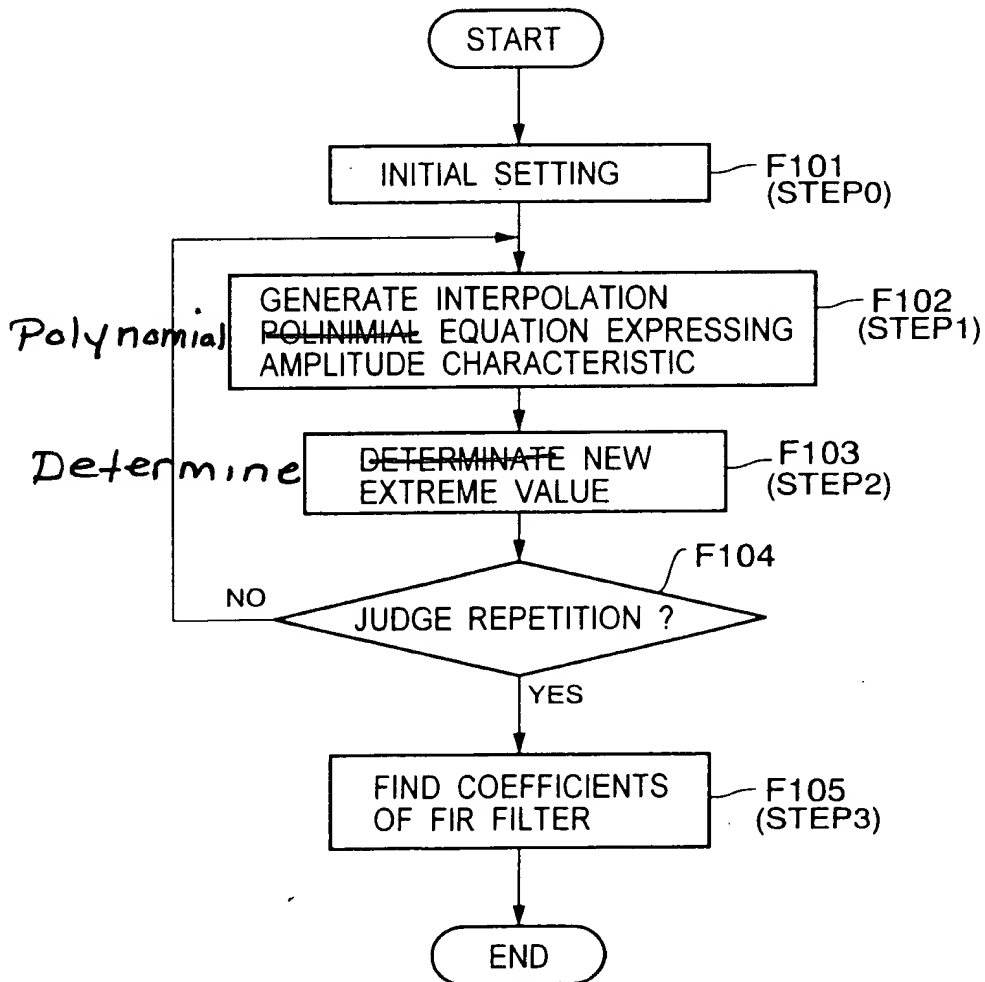 START
INITIAL SETTING
F101
(STEP0)
GENERATE INTERPOLATION
Polynomial POLINIMIAL EQUATION EXPRESSING
AMPLITUDE CHARACTERISTIC
F102
(STEP1)
Determine DETERMINATE NEW
EXTREME VALUE
F103
(STEP2)
F104
NO
JUDGE REPETITION ?
YES
FIND COEFFICIENTS
OF FIR FILTER
F105
(STEP3)
END